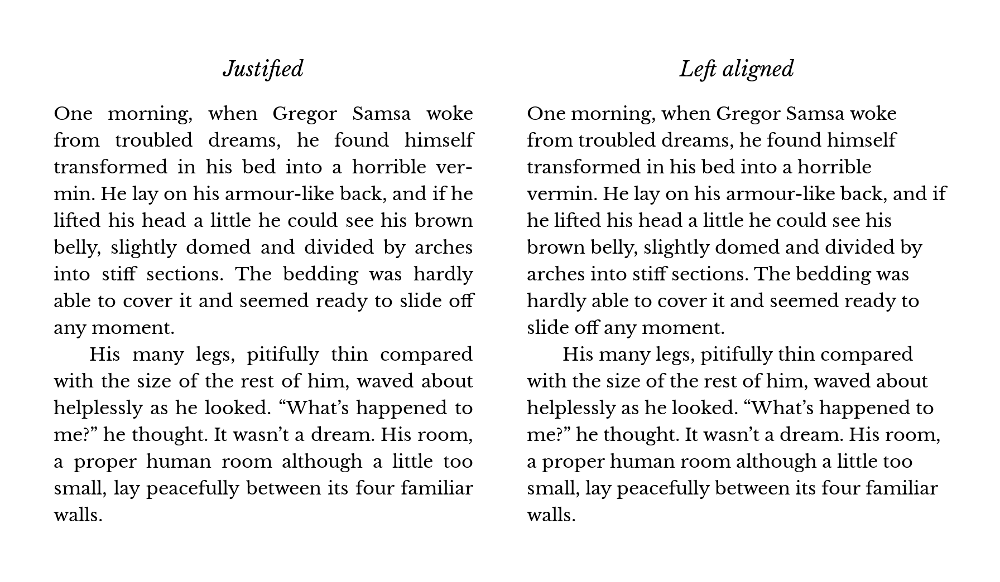 Justified
One morning, when Gregor Samsa woke
from troubled dreams, he found himself
transformed in his bed into a horrible ver-
min. He lay on his armour-like back, and if he
lifted his head a little he could see his brown
belly, slightly domed and divided by arches
into stiff sections. The bedding was hardly
able to cover it and seemed ready to slide off
any moment.
His many legs, pitifully thin compared
with the size of the rest of him, waved about
helplessly as he looked. “What’s happened to
me?” he thought. It wasn’t a dream. His room,
a proper human room although a little too
small, lay peacefully between its four familiar
walls.
Left aligned
One morning, when Gregor Samsa woke
from troubled dreams, he found himself
transformed in his bed into a horrible
vermin. He lay on his armour-like back, and if
he lifted his head a little he could see his
brown belly, slightly domed and divided by
arches into stiff sections. The bedding was
hardly able to cover it and seemed ready to
slide off any moment.
His many legs, pitifully thin compared
with the size of the rest of him, waved about
helplessly as he looked. “What’s happened to
me?” he thought. It wasn’t a dream. His room,
a proper human room although a little too
small, lay peacefully between its four familiar
walls.